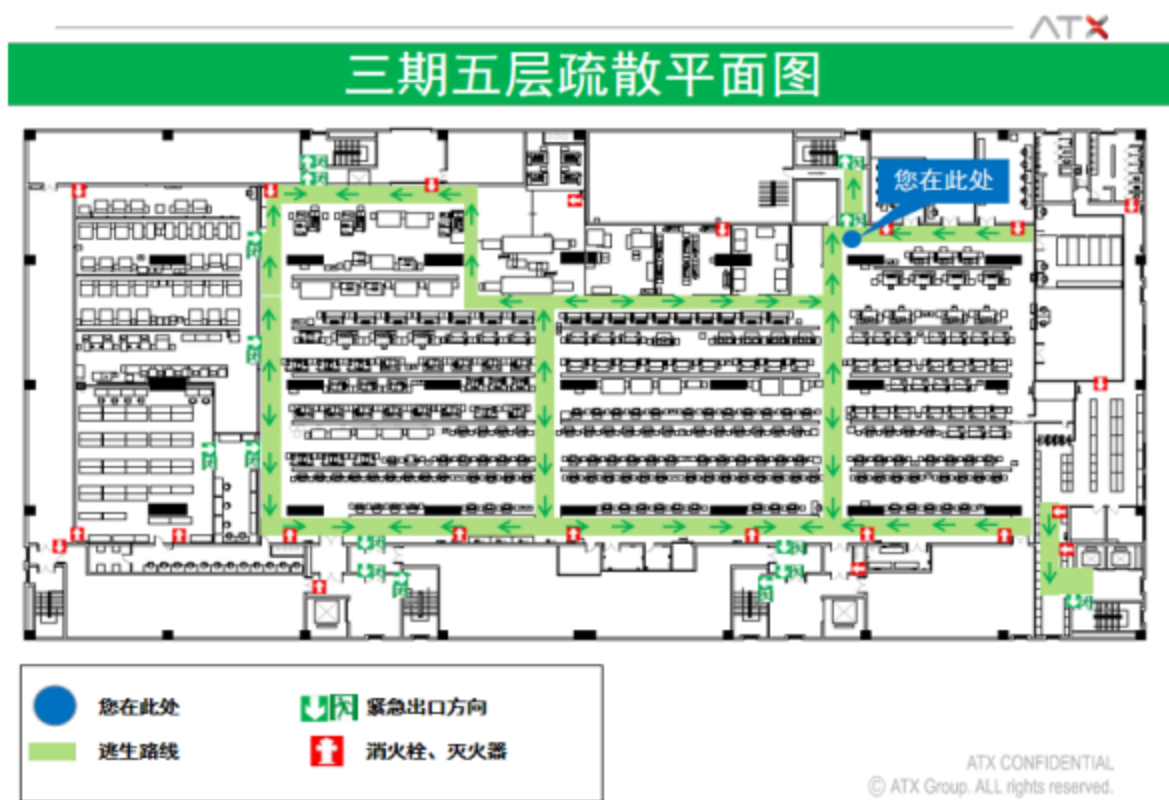 ATX
三期五层疏散平面图
您在此处
您在此处
紧急出口方向
逃生路线
消火栓、灭火器
ATX CONFIDENTIAL
© ATX Group. ALL rights reserved.